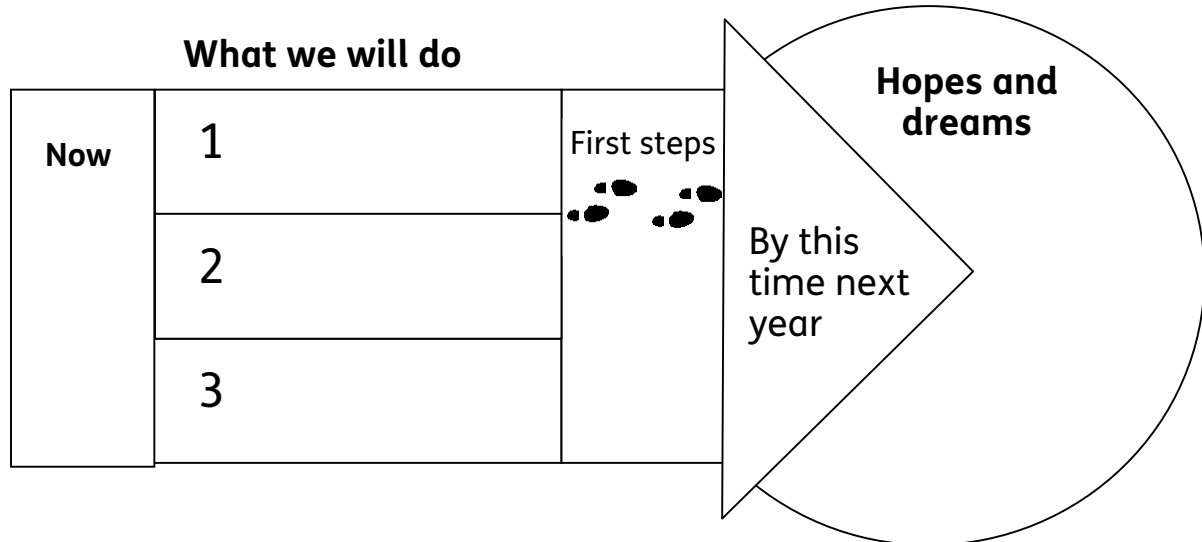 What we will do
Now
1
2
3
First steps
By this
time next
year
Hopes and
dreams